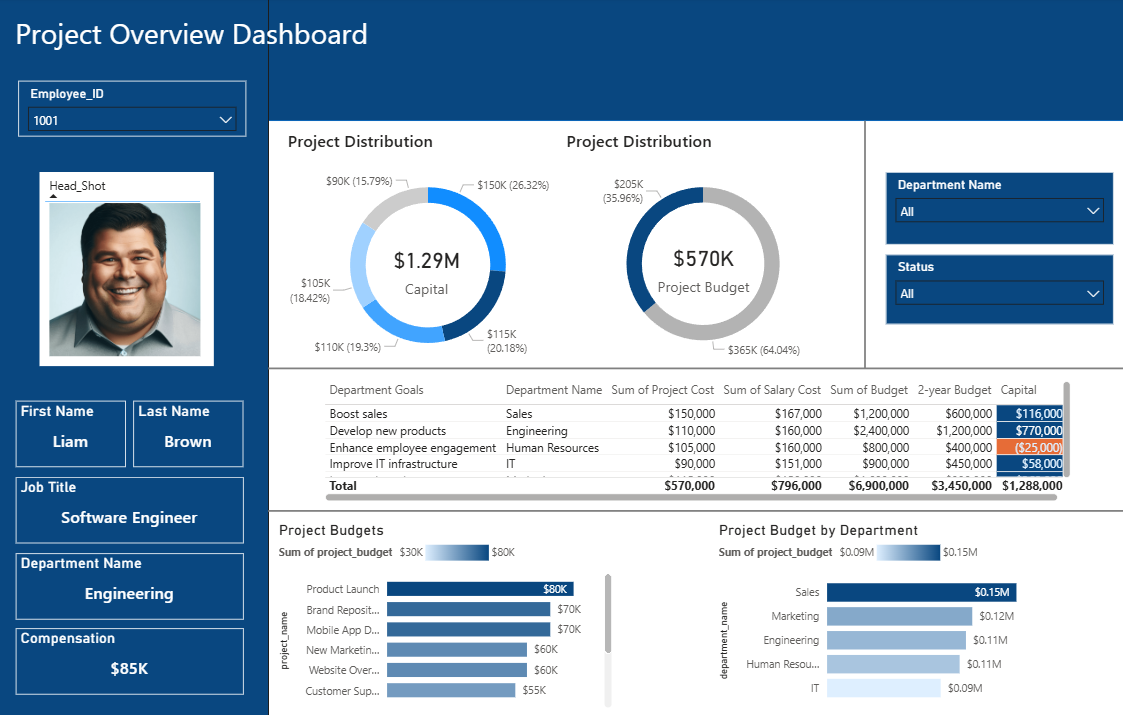 Project Overview Dashboard
Employee_ID
1001
Head_Shot
First Name
Liam
Last Name
Brown
Job Title
Software Engineer
Department Name
Engineering
Compensation
$85K
Project Distribution
$90K (15.79%)
$150K (26.32%)
$1.29M
Capital
$105K
(18.42%)
$110K (19.3%)
$115K
(20.18%)
Project Distribution
$205K
(35.96%)
$570K
Project Budget
$365K (64.04%)
Department Name
All
Status
All
Department Goals Department Name Sum of Project Cost Sum of Salary Cost Sum of Budget 2-year Budget Capital
Boost sales Sales $150,000 $167,000 $1,200,000 $600,000 $116,000
Develop new products Engineering $110,000 $160,000 $2,400,000 $1,200,000 $770,000
Enhance employee engagement Human Resources $105,000 $160,000 $800,000 $400,000 ($25,000)
Improve IT infrastructure IT $90,000 $151,000 $900,000 $450,000 $58,000
Total $570,000 $796,000 $6,900,000 $3,450,000 $1,288,000
Project Budgets
Sum of project_budget $30K $80K
project_name
Product Launch $80K
Brand Reposit... $70K
Mobile App D... $70K
New Marketin... $60K
Website Over... $60K
Customer Sup... $55K
Project Budget by Department
Sum of project_budget $0.09M $0.15M
department_name
Sales $0.15M
Marketing $0.12M
Engineering $0.11M
Human Resou... $0.11M
IT $0.09M